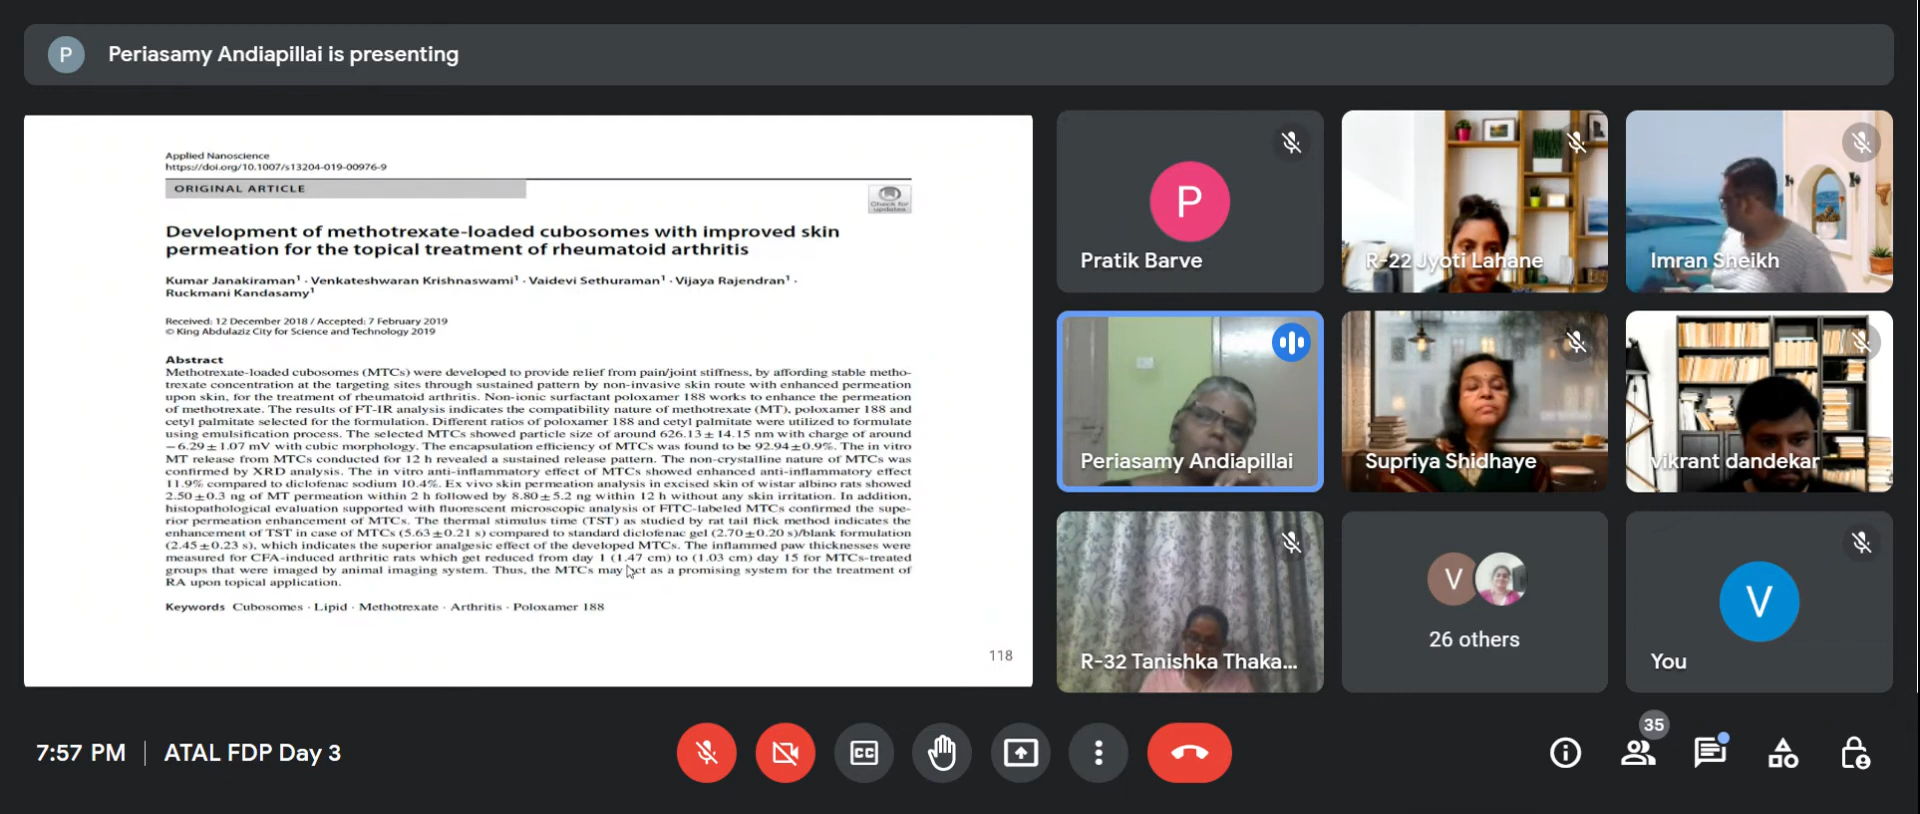 P
Periasamy Andiapillai is presenting
Applied Nanoscience
https://doi.org/10.1007/s13204-019-00976-9
ORIGINAL ARTICLE
Check for
updates
Development of methotrexate-loaded cubosomes with improved skin
permeation for the topical treatment of rheumatoid arthritis
Kumar Janakiraman¹ · Venkateshwaran Krishnaswami¹ · Vaidevi Sethuraman¹ · Vijaya Rajendran¹ ·
Ruckmani Kandasamy¹
Received: 12 December 2018 / Accepted: 7 February 2019
© King Abdulaziz City for Science and Technology 2019
Abstract
Methotrexate-loaded cubosomes (MTCs) were developed to provide relief from pain/joint stiffness, by affording stable metho-
trexate concentration at the targeting sites through sustained pattern by non-invasive skin route with enhanced permeation
upon skin, for the treatment of rheumatoid arthritis. Non-ionic surfactant poloxamer 188 works to enhance the permeation
of methotrexate. The results of FT-IR analysis indicates the compatibility nature of methotrexate (MT), poloxamer 188 and
cetyl palmitate selected for the formulation. Different ratios of poloxamer 188 and cetyl palmitate were utilized to formulate
using emulsification process. The selected MTCs showed particle size of around 626.13 ± 14.15 nm with charge of around
− 6.29 ± 1.07 mV with cubic morphology. The encapsulation efficiency of MTCs was found to be 92.94 ± 0.9%. The in vitro
MT release from MTCs conducted for 12 h revealed a sustained release pattern. The non-crystalline nature of MTCs was
confirmed by XRD analysis. The in vitro anti-inflammatory effect of MTCs showed enhanced anti-inflammatory effect
11.9% compared to diclofenac sodium 10.4%. Ex vivo skin permeation analysis in excised skin of wistar albino rats showed
2.50 ± 0.3 ng of MT permeation within 2 h followed by 8.80 ± 5.2 ng within 12 h without any skin irritation. In addition,
histopathological evaluation supported with fluorescent microscopic analysis of FITC-labeled MTCs confirmed the supe-
rior permeation enhancement of MTCs. The thermal stimulus time (TST) as studied by rat tail flick method indicates the
enhancement of TST in case of MTCs (5.63 ± 0.21 s) compared to standard diclofenac gel (2.70 ± 0.20 s)/blank formulation
(2.45 ± 0.23 s), which indicates the superior analgesic effect of the developed MTCs. The inflammed paw thicknesses were
measured for CFA-induced arthritic rats which get reduced from day 1 (1.47 cm) to (1.03 cm) day 15 for MTCs-treated
groups that were imaged by animal imaging system. Thus, the MTCs may act as a promising system for the treatment of
RA upon topical application.
Keywords Cubosomes · Lipid · Methotrexate · Arthritis · Poloxamer 188
118
P
Pratik Barve
R-22 Jyoti Lahane
Imran Sheikh
Periasamy Andiapillai
Supriya Shidhaye
vikrant dandekar
R-32 Tanishka Thaka...
V
26 others
V
You
7:57 PM | ATAL FDP Day 3
CC
35